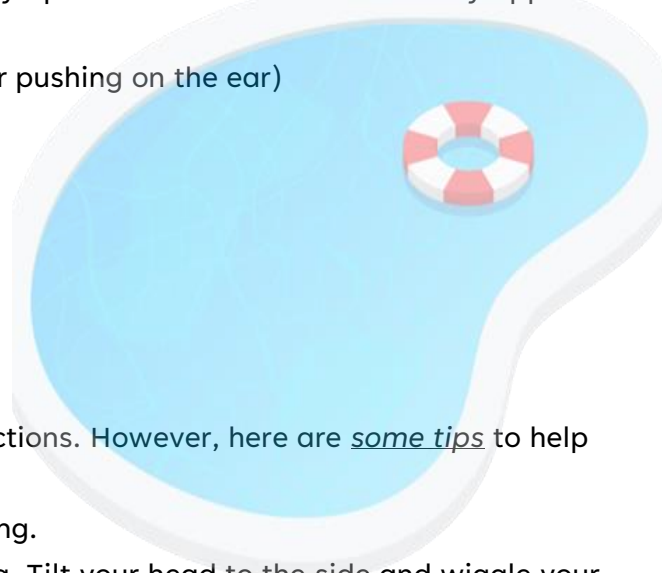 r pushing on the ear)
ctions. However, here are some tips to help
ng.
. Tilt your head to the side and wiggle your